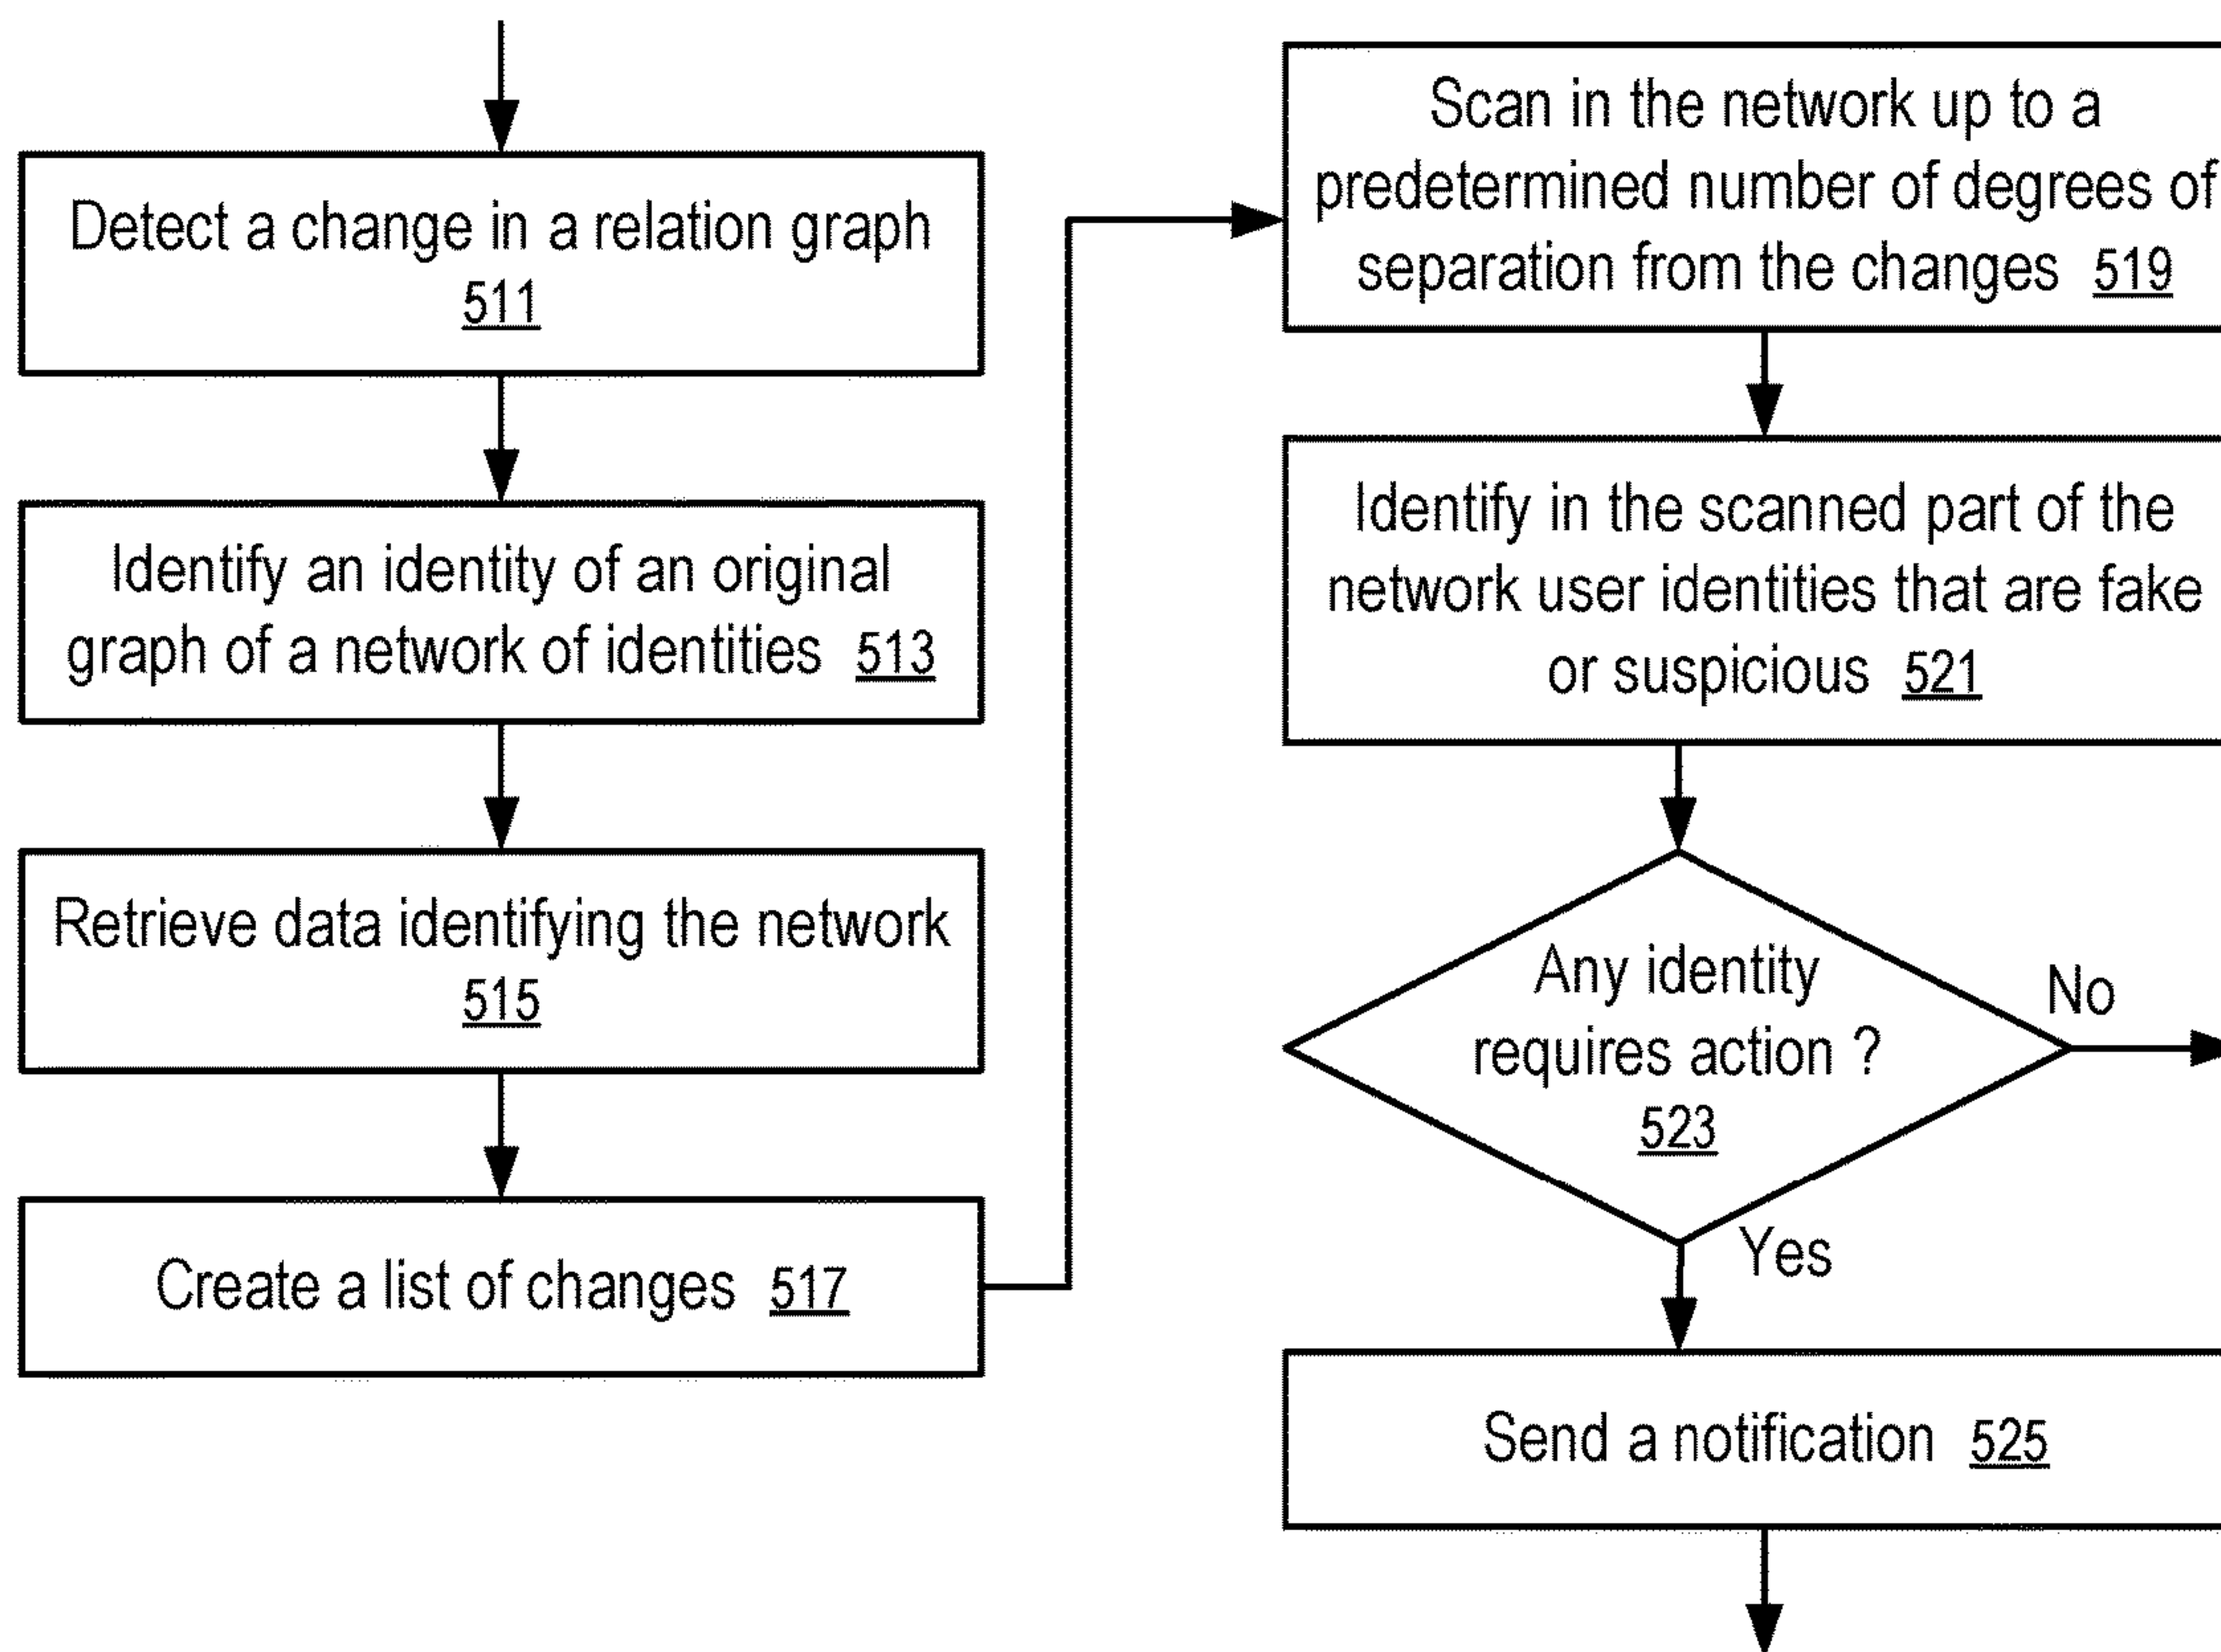 Detect a change in a relation graph
511
Identify an identity of an original
graph of a network of identities 513
Retrieve data identifying the network
515
Create a list of changes 517
Scan in the network up to a
predetermined number of degrees of
separation from the changes 519
Identify in the scanned part of the
network user identities that are fake
or suspicious 521
Any identity
requires action ?
523
No
Yes
Send a notification 525